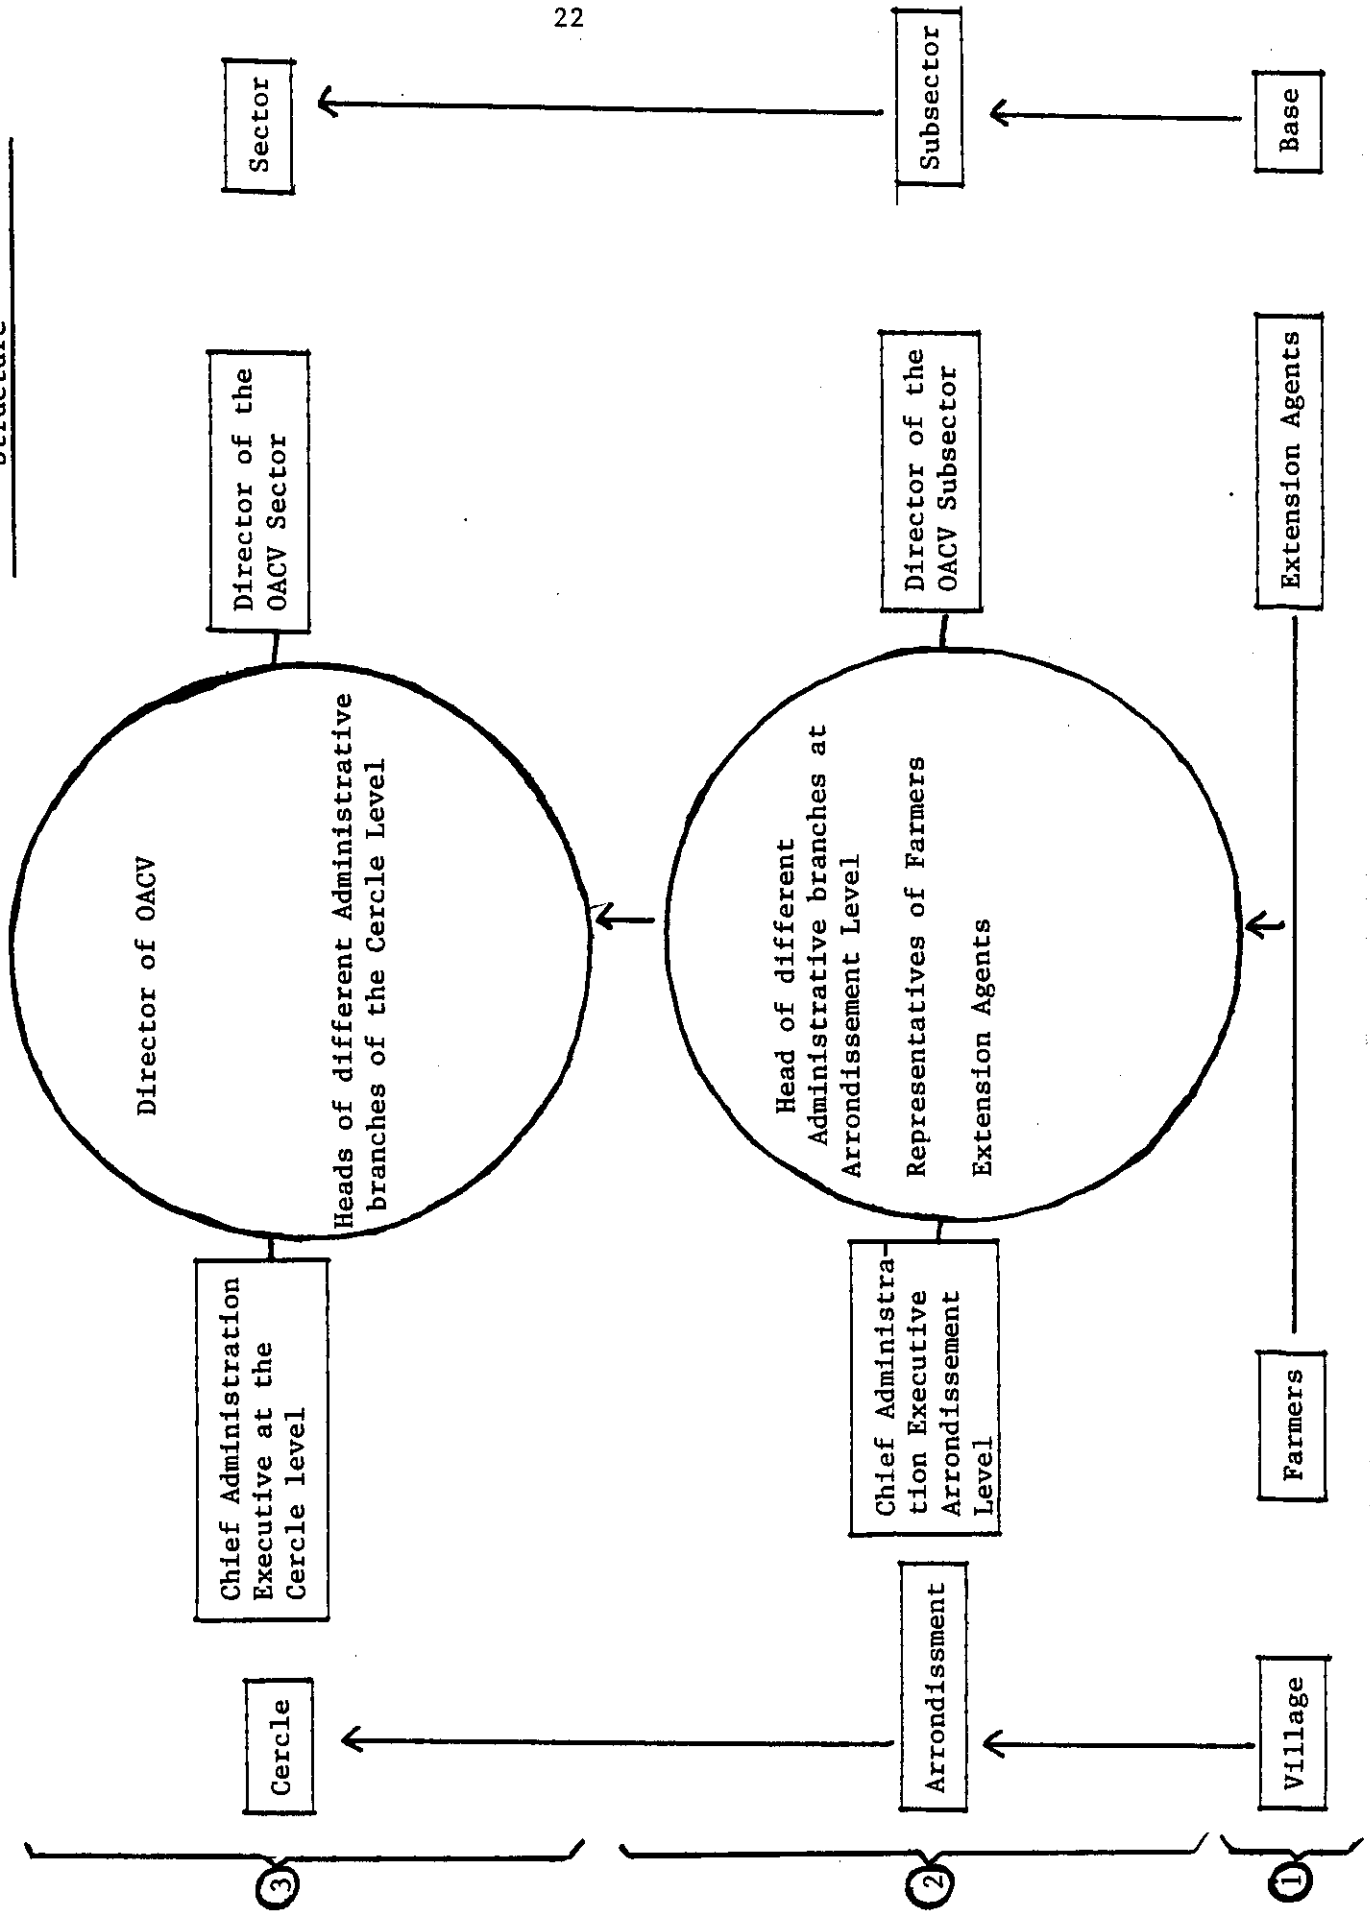 Structure
3
Cercle
Chief Administration
Executive at the
Cercle level
Director of OACV
Heads of different Administrative
branches of the Cercle Level
Director of the
OACV Sector
Sector
22
2
Arrondissment
Chief Administra-
tion Executive
Arrondissement
Level
Head of different
Administrative branches at
Arrondissement Level
Representatives of Farmers
Extension Agents
Director of the
OACV Subsector
Subsector
1
Village
Farmers
Extension Agents
Base